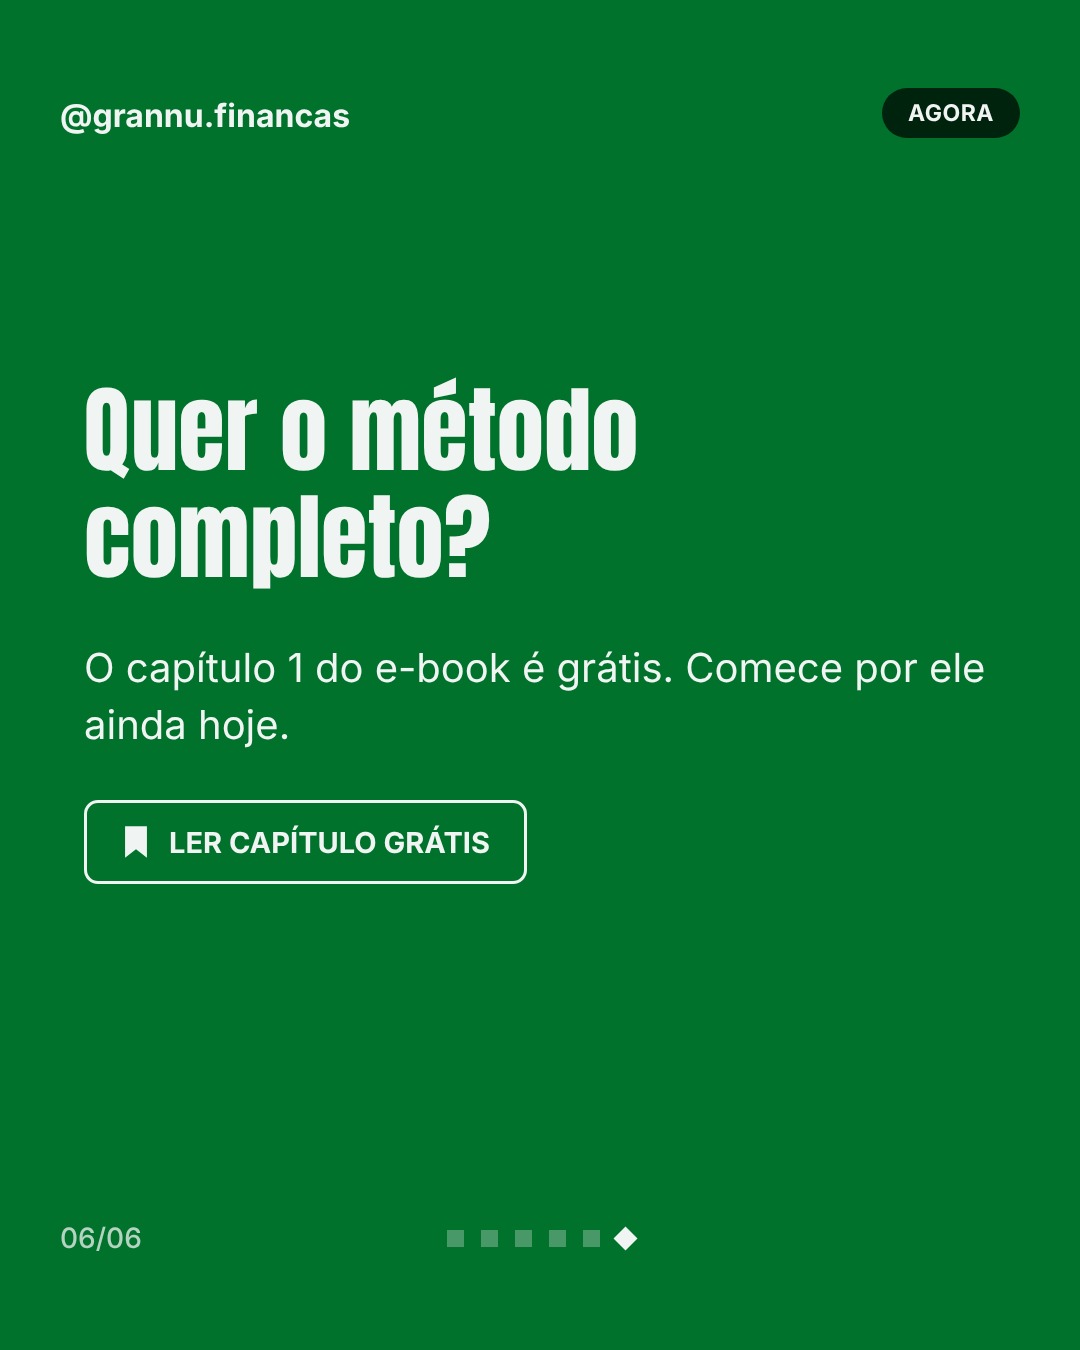 @grannu.financas
AGORA
Quer o método
completo?
O capítulo 1 do e-book é grátis. Comece por ele
ainda hoje.
LER CAPÍTULO GRÁTIS
06/06